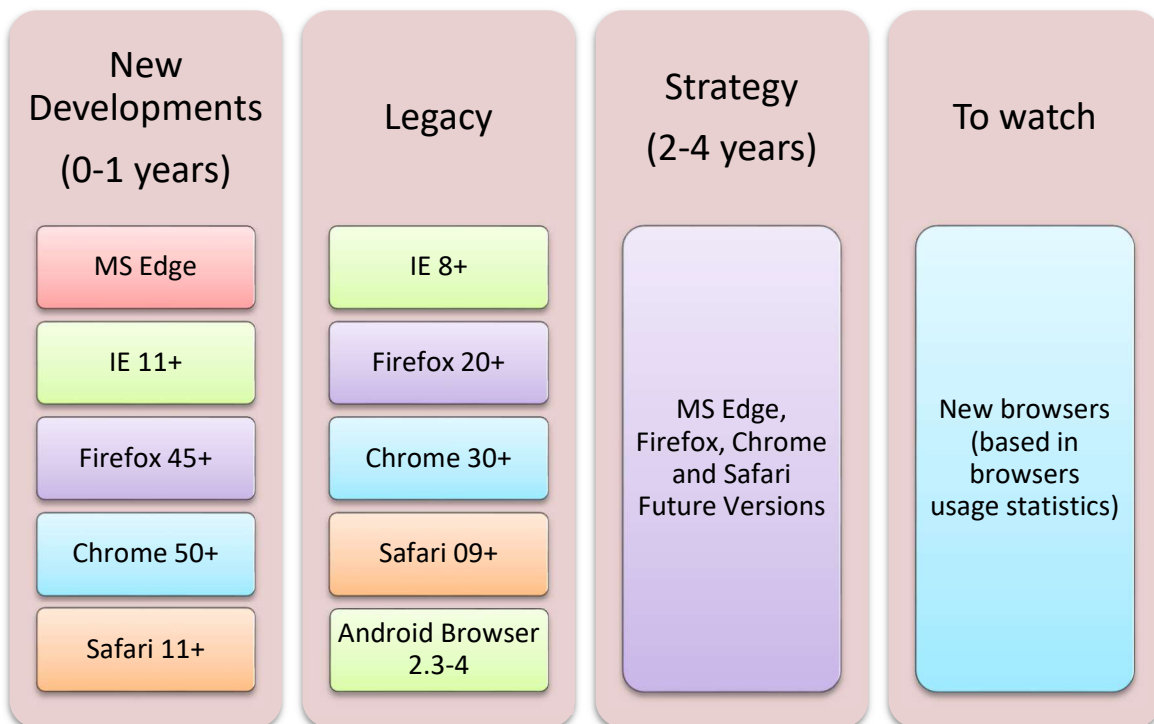 New
Developments
(0-1 years)
MS Edge
IE 11+
Firefox 45+
Chrome 50+
Safari 11+
Legacy
IE 8+
Firefox 20+
Chrome 30+
Safari 09+
Android Browser
2.3-4
Strategy
(2-4 years)
MS Edge,
Firefox, Chrome
and Safari
Future Versions
To watch
New browsers
(based in
browsers
usage statistics)